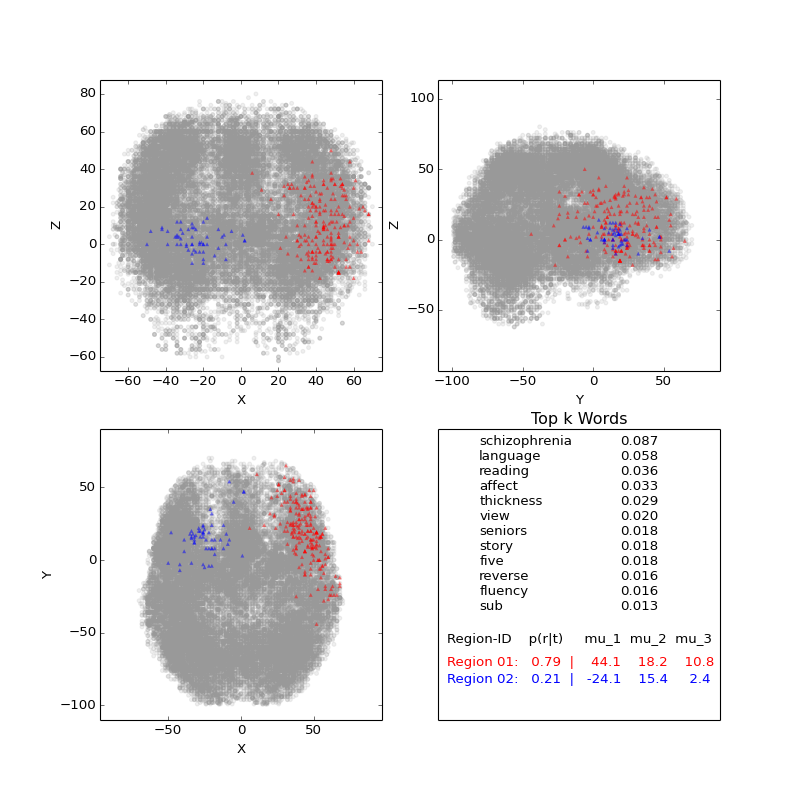 80
60
40
20
0
−20
−40
−60
Z
−60 −40 −20 0 20 40 60
X
100
50
0
−50
Z
−100 −50 0 50
Y
50
0
−50
−100
Y
−50 0 50
X
Top k Words
schizophrenia 0.087
language 0.058
reading 0.036
affect 0.033
thickness 0.029
view 0.020
seniors 0.018
story 0.018
five 0.018
reverse 0.016
fluency 0.016
sub 0.013
Region-ID p(r|t) mu_1 mu_2 mu_3
Region 01: 0.79 | 44.1 18.2 10.8
Region 02: 0.21 | -24.1 15.4 2.4